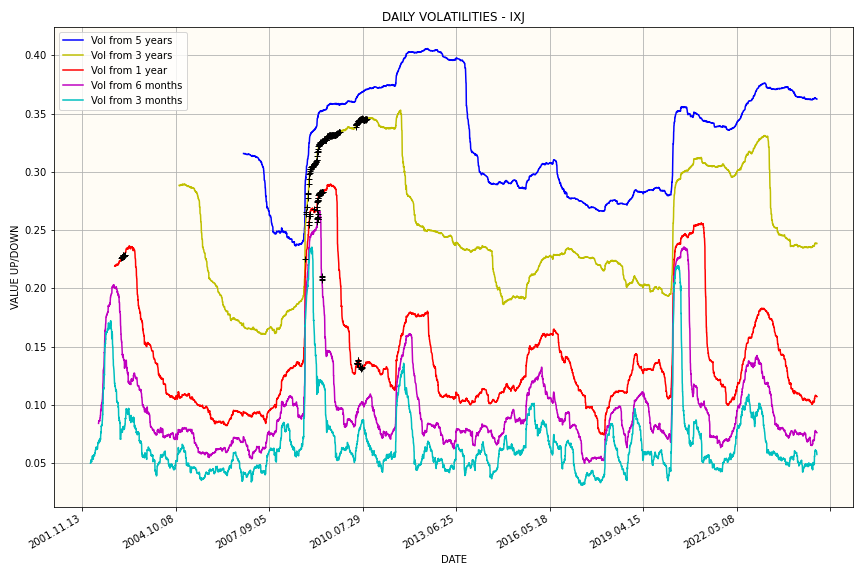 DAILY VOLATILITIES - IXJ
Vol from 5 years
Vol from 3 years
Vol from 1 year
Vol from 6 months
Vol from 3 months
VALUE UP/DOWN
0.40
0.35
0.30
0.25
0.20
0.15
0.10
0.05
2001.11.13
2004.10.08
2007.09.05
2010.07.29
2013.06.25
2016.05.18
2019.04.15
2022.03.08
DATE